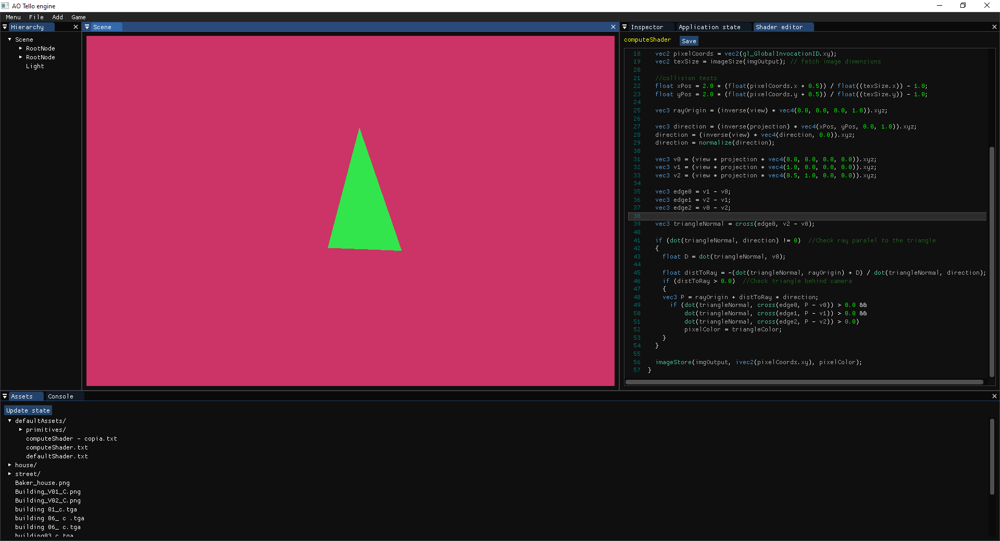 AO Tello engine
Menu File Add Game
Hierarchy
Scene
RootNode
RootNode
Light
Scene
Inspector Application state Shader editor
computeShader Save
18 vec2 pixelCoords = vec2(gl_GlobalInvocationID.xy);
19 vec2 texSize = imageSize(imgOutput); // fetch image dimensions
20
21 //collision tests
22 float xPos = 2.0 * (float(pixelCoords.x + 0.5)) / float((texSize.x)) - 1.0;
23 float yPos = 2.0 * (float(pixelCoords.y + 0.5)) / float((texSize.y)) - 1.0;
24
25 vec3 rayOrigin = (inverse(view) * vec4(0.0, 0.0, 0.0, 1.0)).xyz;
26
27 vec3 direction = (inverse(projection) * vec4(xPos, yPos, 0.0, 1.0)).xyz;
28 direction = (inverse(view) * vec4(direction, 0.0)).xyz;
29 direction = normalize(direction);
30
31 vec3 v0 = (view * projection * vec4(0.0, 0.0, 0.0, 0.0)).xyz;
32 vec3 v1 = (view * projection * vec4(1.0, 0.0, 0.0, 0.0)).xyz;
33 vec3 v2 = (view * projection * vec4(0.5, 1.0, 0.0, 0.0)).xyz;
34
35 vec3 edge0 = v1 - v0;
36 vec3 edge1 = v2 - v1;
37 vec3 edge2 = v0 - v2;
38
39 vec3 triangleNormal = cross(edge0, v2 - v0);
40
41 if (dot(triangleNormal, direction) != 0) //Check ray paralel to the triangle
42 {
43 float D = dot(triangleNormal, v0);
44
45 float distToRay = -(dot(triangleNormal, rayOrigin) + D) / dot(triangleNormal, direction);
46 if (distToRay > 0.0) //Check triangle behind camera
47 {
48 vec3 P = rayOrigin + distToRay * direction;
49 if (dot(triangleNormal, cross(edge0, P - v0)) > 0.0 &&
50 dot(triangleNormal, cross(edge1, P - v1)) > 0.0 &&
51 dot(triangleNormal, cross(edge2, P - v2)) > 0.0)
52 pixelColor = triangleColor;
53 }
54 }
55
56 imageStore(imgOutput, ivec2(pixelCoords.xy), pixelColor);
57 }
Assets Console
Update state
defaultAssets/
primitives/
computeShader - copia.txt
computeShader.txt
defaultShader.txt
house/
street/
Baker_house.png
Building_V01_C.png
Building_V02_C.png
building 01_c.tga
building 06_ c .tga
building 06_ c.tga
building03_c.tga